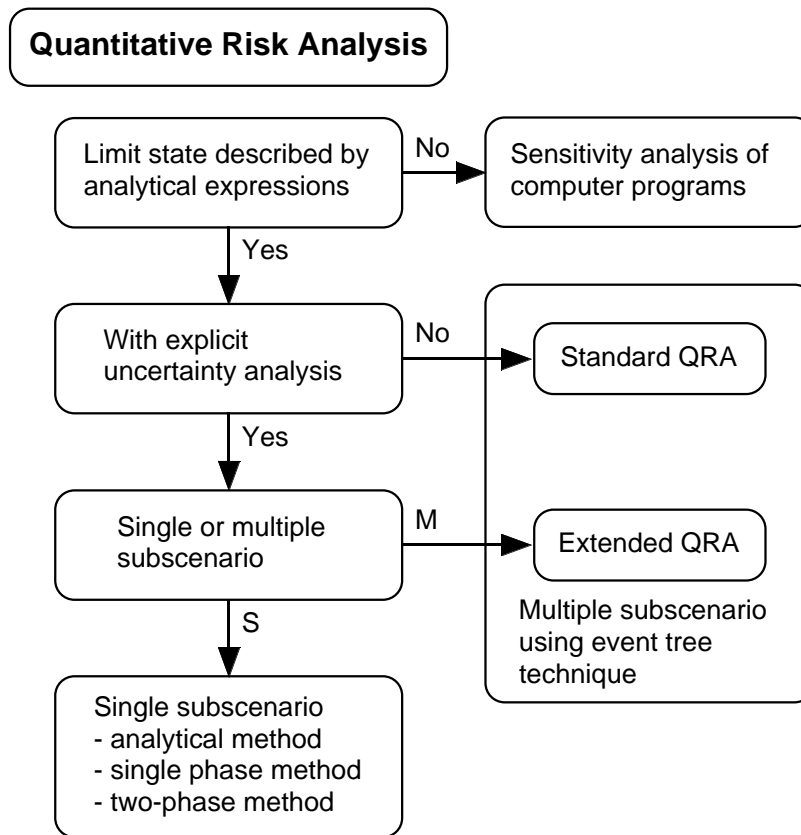 Quantitative Risk Analysis
Limit state described by
analytical expressions
No
Sensitivity analysis of
computer programs
Yes
With explicit
uncertainty analysis
No
Standard QRA
Yes
Single or multiple
subscenario
M
Extended QRA
Multiple subscenario
using event tree
technique
S
Single subscenario
- analytical method
- single phase method
- two-phase method